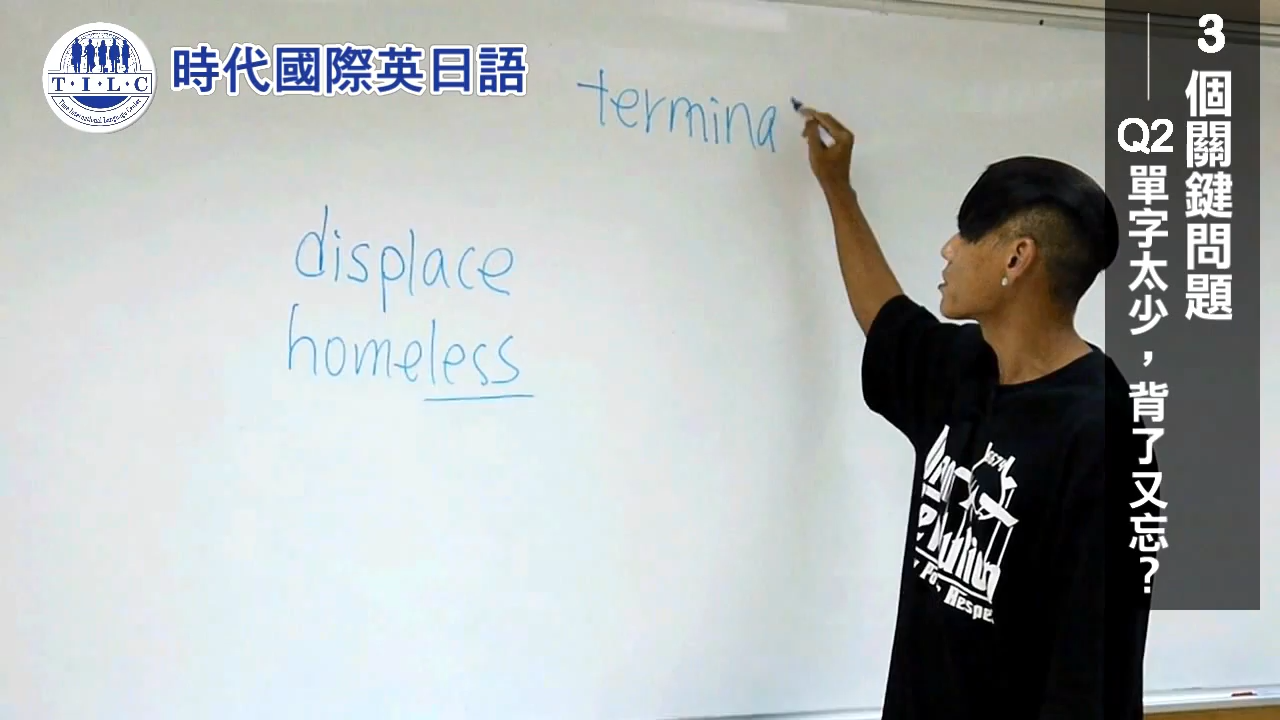 T·I·L·C
時代國際英日語
termina
displace
homeless
3個關鍵問題
Q2單字太少，背了又忘？